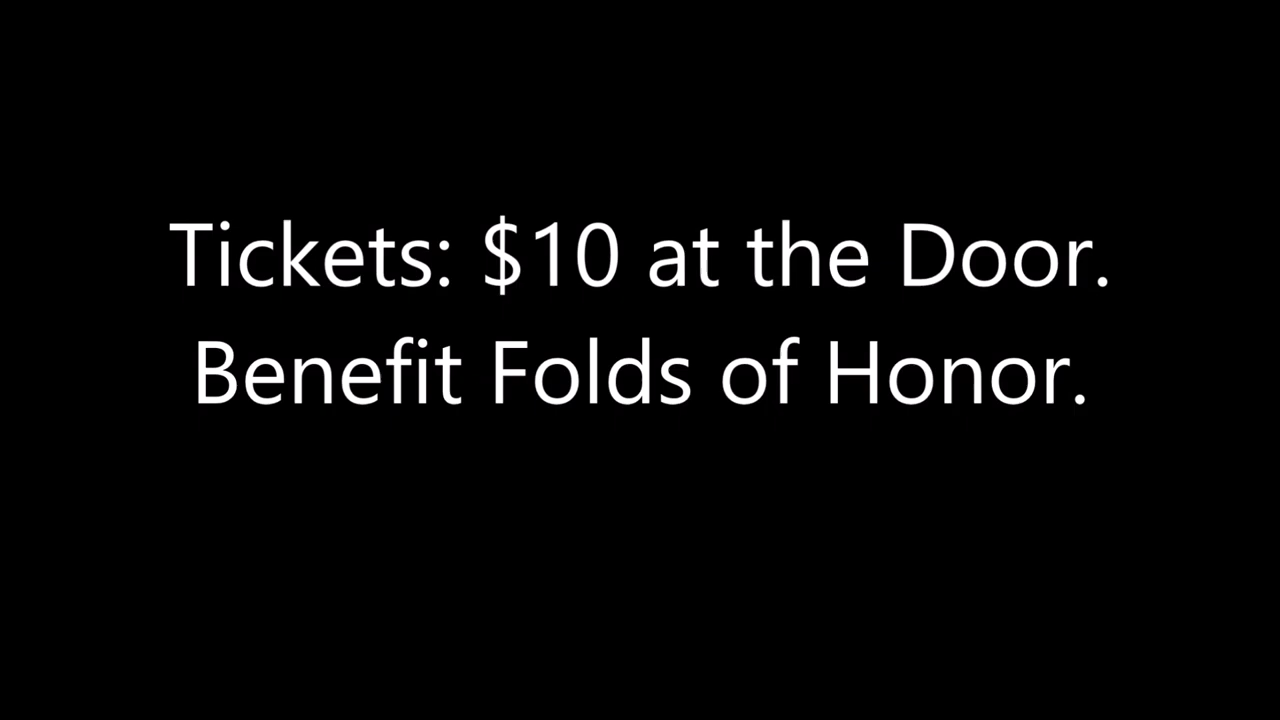 Tickets: $10 at the Door.
Benefit Folds of Honor.